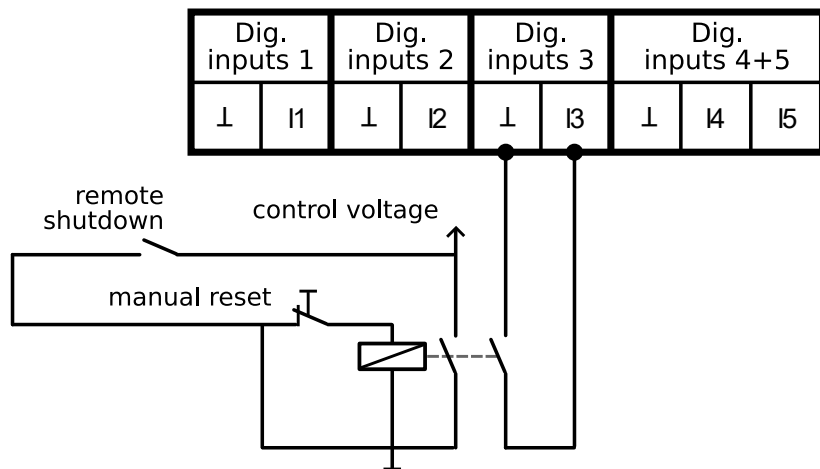 Dig. inputs 1
Dig. inputs 2
Dig. inputs 3
Dig. inputs 4+5
⊥ I1 ⊥ I2 ⊥ I3 ⊥ I4 I5
remote
shutdown
control voltage
manual reset